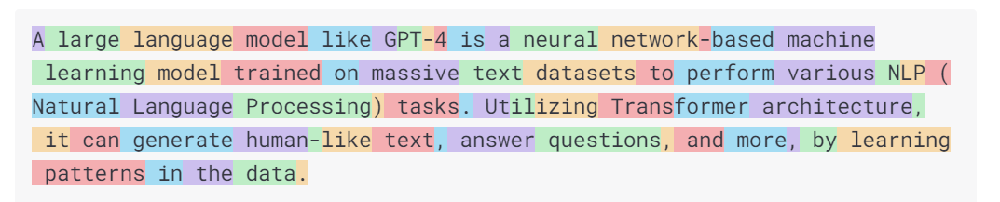 A large language model like GPT-4 is a neural network-based machine
learning model trained on massive text datasets to perform various NLP (
Natural Language Processing) tasks. Utilizing Transformer architecture,
it can generate human-like text, answer questions, and more, by learning
patterns in the data.